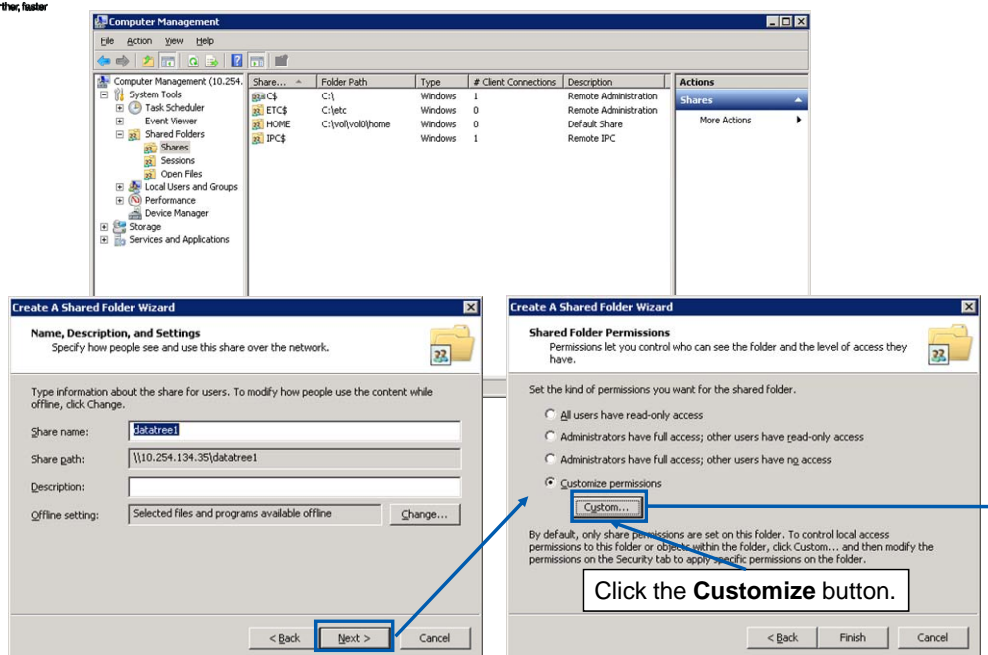 rther, faster
Computer Management
File Action View Help
Computer Management (10.254.
System Tools
Task Scheduler
Event Viewer
Shared Folders
Shares
Sessions
Open Files
Local Users and Groups
Performance
Device Manager
Storage
Services and Applications
Share... Folder Path Type # Client Connections Description
C$ C:\ Windows 1 Remote Administration
ETC$ C:\etc Windows 0 Remote Administration
HOME C:\vol\vol0\home Windows 0 Default Share
IPC$ Windows 1 Remote IPC
Actions
Shares
More Actions
Create A Shared Folder Wizard
Name, Description, and Settings
Specify how people see and use this share over the network.
Type information about the share for users. To modify how people use the content while
offline, click Change.
Share name: datatree1
Share path: \\10.254.134.35\datatree1
Description:
Offline setting: Selected files and programs available offline Change...
< Back Next > Cancel
Create A Shared Folder Wizard
Shared Folder Permissions
Permissions let you control who can see the folder and the level of access they
have.
Set the kind of permissions you want for the shared folder.
All users have read-only access
Administrators have full access; other users have read-only access
Administrators have full access; other users have no access
Customize permissions
Custom...
By default, only share permissions are set on this folder. To control local access
permissions to this folder or objects within the folder, click Custom... and then modify the
permissions on the Security tab to apply specific permissions on the folder.
Click the Customize button.
< Back Finish Cancel